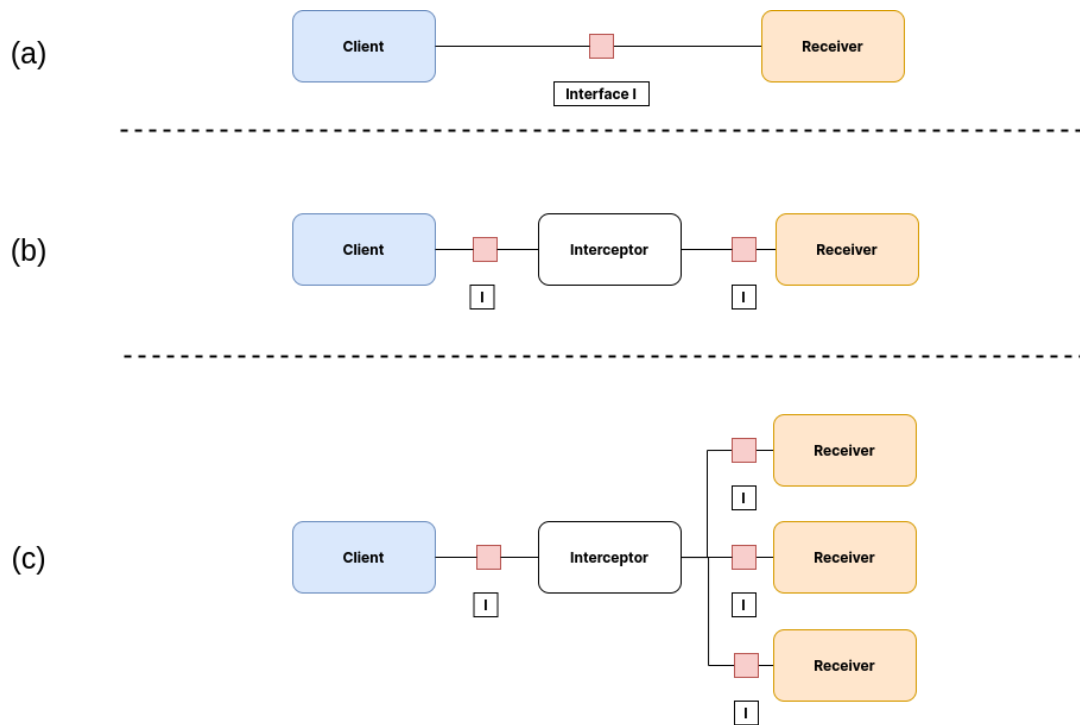 (a)
Client
Receiver
Interface I
(b)
Client
Interceptor
Receiver
I
I
Receiver
I
(c)
Client
Interceptor
Receiver
I
I
Receiver
I